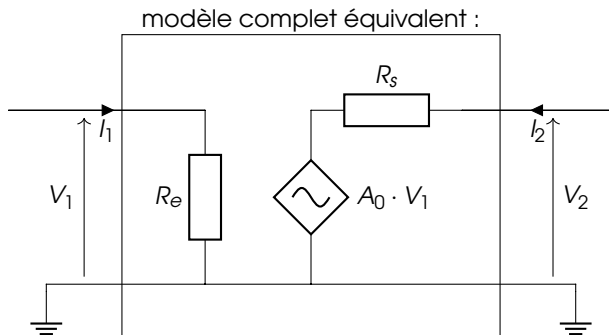 modèle complet équivalent :
R_s
I_1
I_2
V_1
R_e
A_0 · V_1
V_2